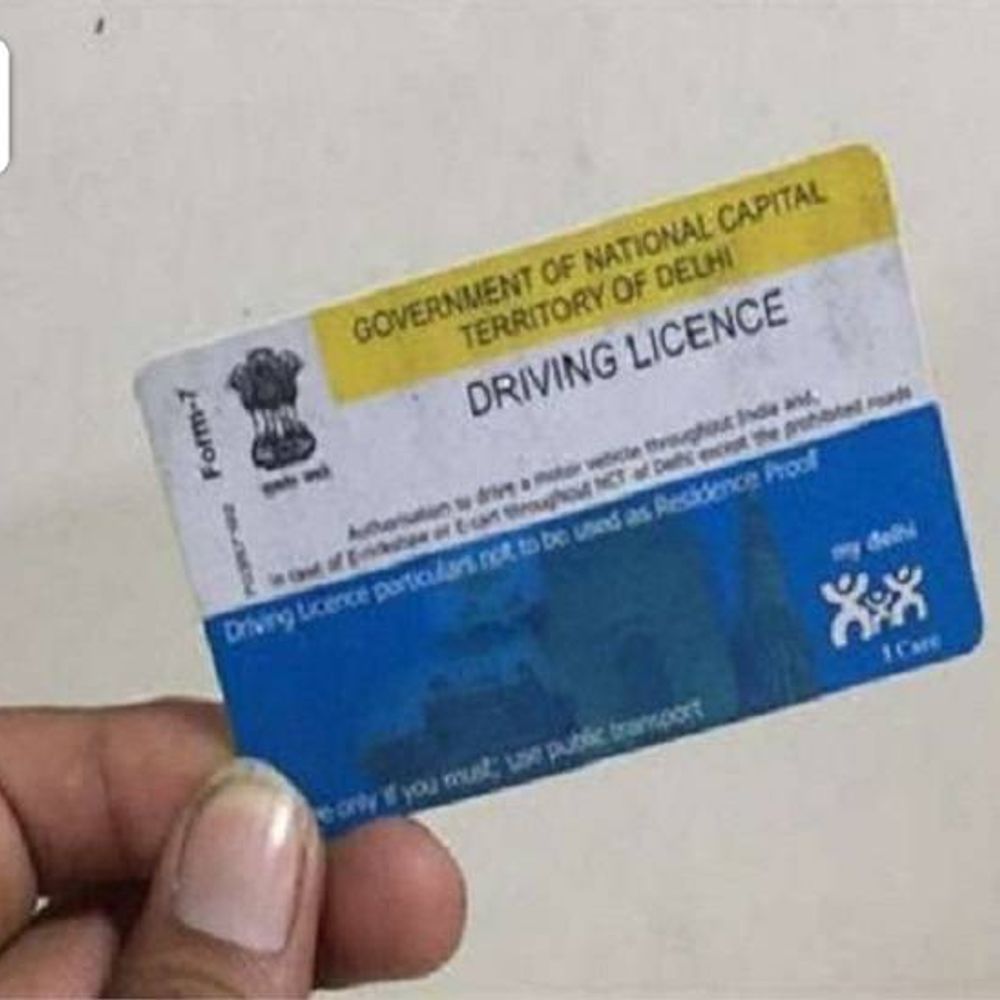 GOVERNMENT OF NATIONAL CAPITAL
TERRITORY OF DELHI
DRIVING LICENCE
Form-7
Authorisation to drive a motor vehicle throughout India and,
in case of E-rickshaw or E-cart throughout NCT of Delhi except the prohibited roads
Driving Licence particulars not to be used as Residence Proof
my delhi
I Care
only if you must, use public transport